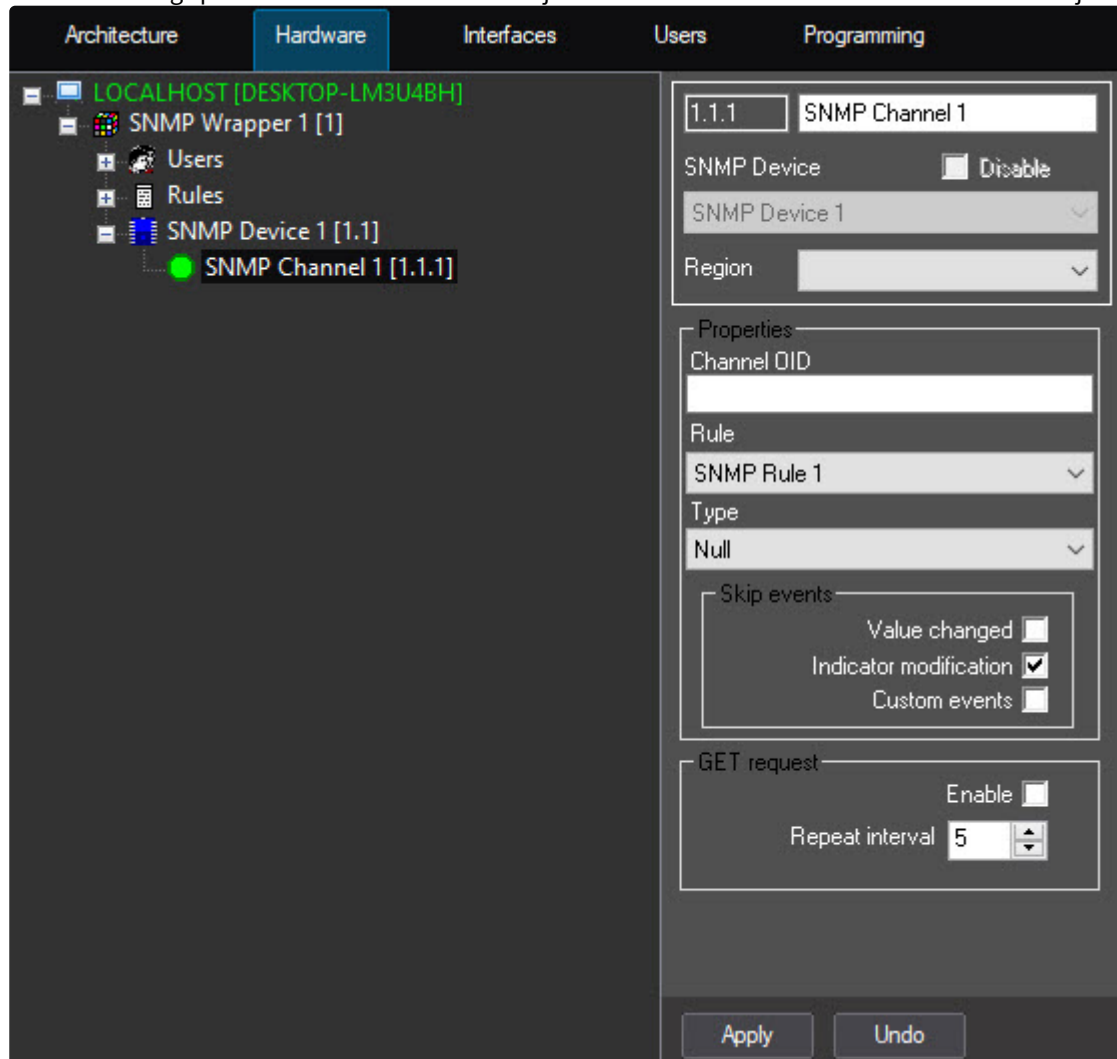 Architecture Hardware Interfaces Users Programming
LOCALHOST [DESKTOP-LM3U4BH]
SNMP Wrapper 1 [1]
Users
Rules
SNMP Device 1 [1.1]
SNMP Channel 1 [1.1.1]
1.1.1 SNMP Channel 1
SNMP Device Disable
SNMP Device 1
Region
Properties
Channel OID
Rule
SNMP Rule 1
Type
Null
Skip events
Value changed
Indicator modification
Custom events
GET request
Enable
Repeat interval 5
Apply Undo